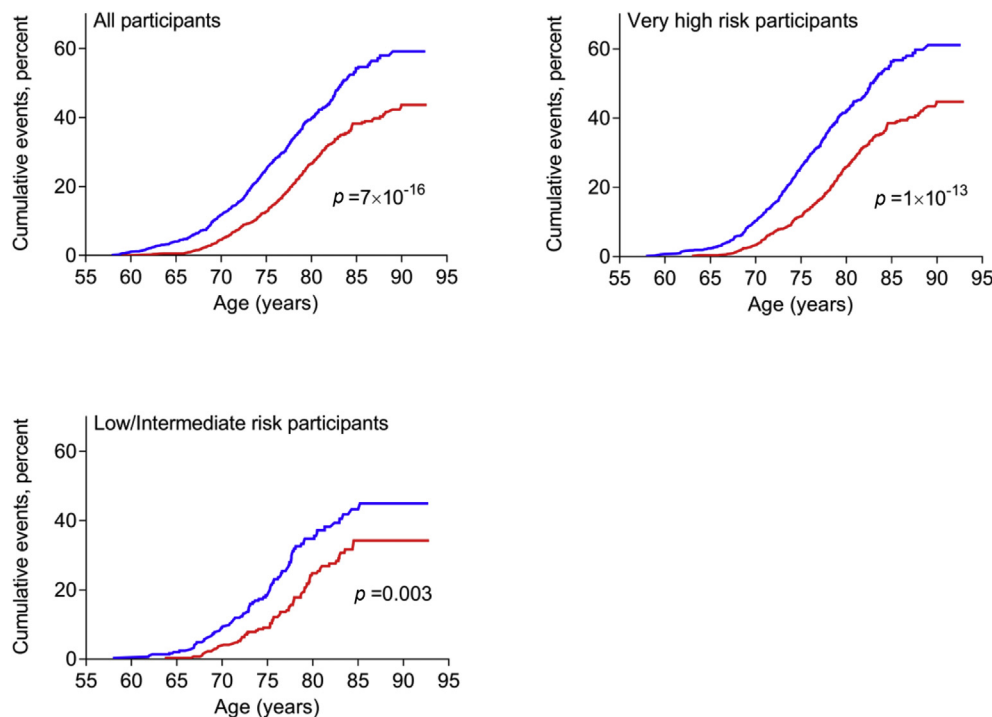 All participants
Cumulative events, percent
60
40
20
0
p =7×10-16
55 60 65 70 75 80 85 90 95
Age (years)
Very high risk participants
Cumulative events, percent
60
40
20
0
p =1×10-13
55 60 65 70 75 80 85 90 95
Age (years)
Low/Intermediate risk participants
Cumulative events, percent
60
40
20
0
p =0.003
55 60 65 70 75 80 85 90 95
Age (years)